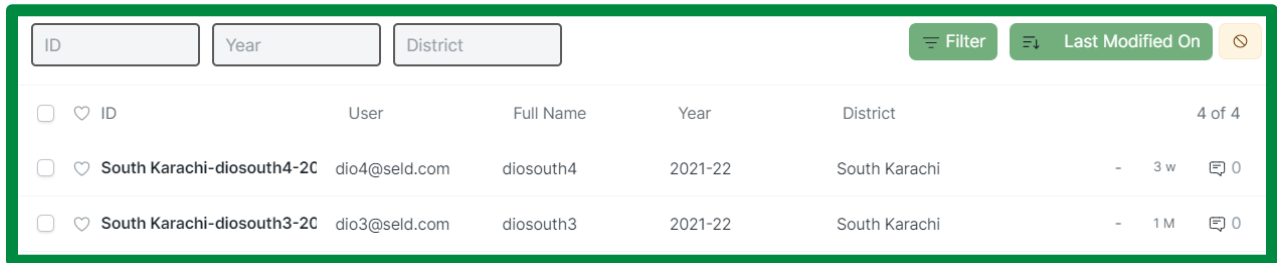 ID Year District Filter Last Modified On
ID User Full Name Year District 4 of 4
South Karachi-diosouth4-20 dio4@seld.com diosouth4 2021-22 South Karachi - 3 w 0
South Karachi-diosouth3-20 dio3@seld.com diosouth3 2021-22 South Karachi - 1 M 0